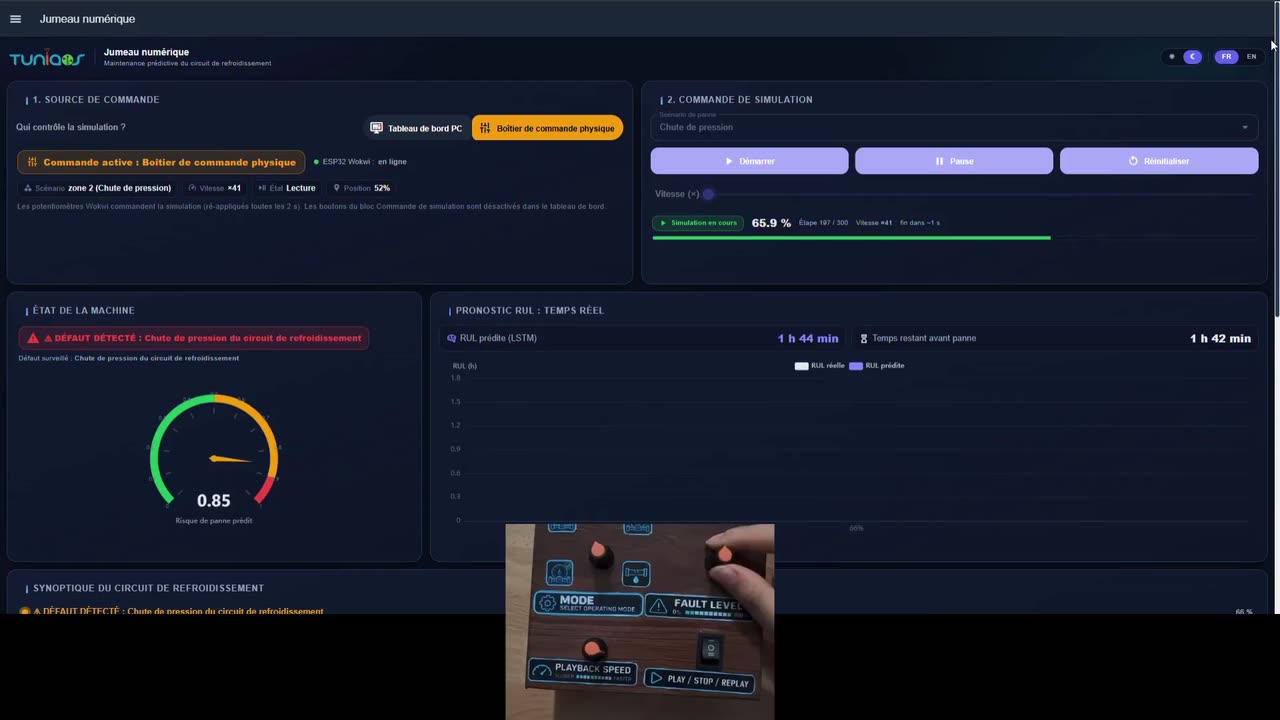 Jumeau numérique
TUNIAOS
Jumeau numérique
Maintenance prédictive du circuit de refroidissement
FR
EN
1. SOURCE DE COMMANDE
Qui contrôle la simulation ?
Tableau de bord PC
Boîtier de commande physique
Commande active : Boîtier de commande physique
ESP32 Wokwi : en ligne
Scénario zone 2 (Chute de pression)
Vitesse ×41
État Lecture
Position 52%
Les potentiomètres Wokwi commandent la simulation (ré-appliqués toutes les 2 s). Les boutons du bloc Commande de simulation sont désactivés dans le tableau de bord.
2. COMMANDE DE SIMULATION
Scénario de panne
Chute de pression
Démarrer
Pause
Réinitialiser
Vitesse (×)
Simulation en cours
65.9 %
Étape 197 / 300
Vitesse ×41
fin dans ~1 s
ÉTAT DE LA MACHINE
⚠ DÉFAUT DÉTECTÉ : Chute de pression du circuit de refroidissement
Défaut surveillé : Chute de pression du circuit de refroidissement
0.85
Risque de panne prédit
PRONOSTIC RUL : TEMPS RÉEL
RUL prédite (LSTM)
1 h 44 min
Temps restant avant panne
1 h 42 min
RUL (h)
RUL réelle
RUL prédite
1.8
1.5
1.2
0.9
0.6
0.3
0
66%
SYNOPTIQUE DU CIRCUIT DE REFROIDISSEMENT
⚠ DÉFAUT DÉTECTÉ : Chute de pression du circuit de refroidissement
66 %
MODE
SELECT OPERATING MODE
FAULT LEVEL
0%
PLAYBACK SPEED
SLOWER
FASTER
PLAY / STOP / REPLAY